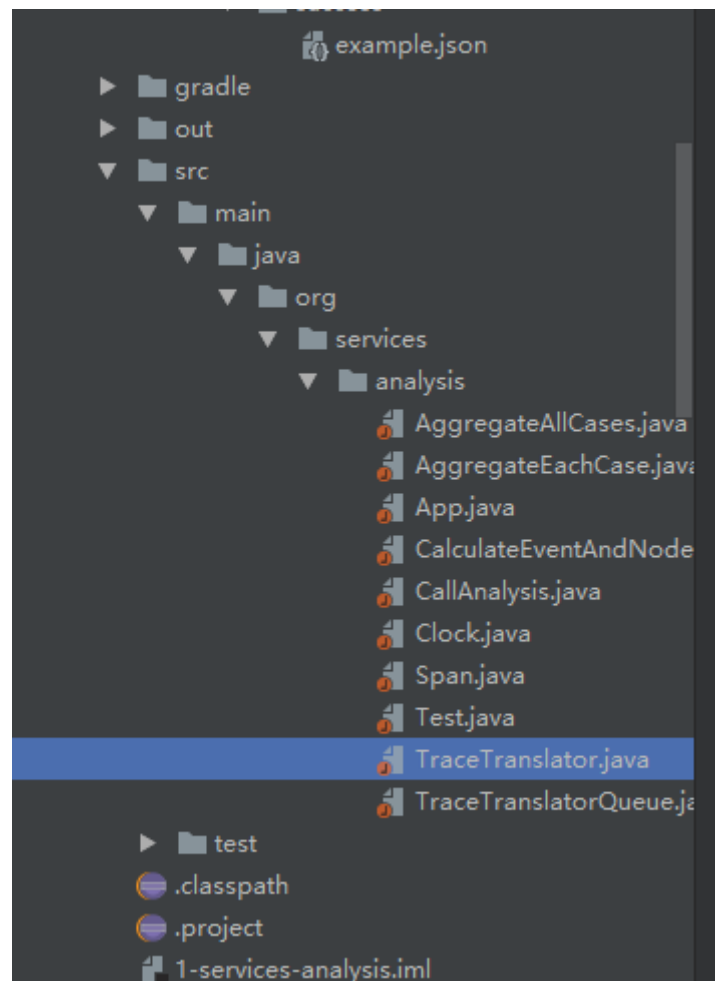 example.json
gradle
out
src
main
java
org
services
analysis
AggregateAllCases.java
AggregateEachCase.java
App.java
CalculateEventAndNode
CallAnalysis.java
Clock.java
Span.java
Test.java
TraceTranslator.java
TraceTranslatorQueue.ja
test
.classpath
.project
1-services-analysis.iml